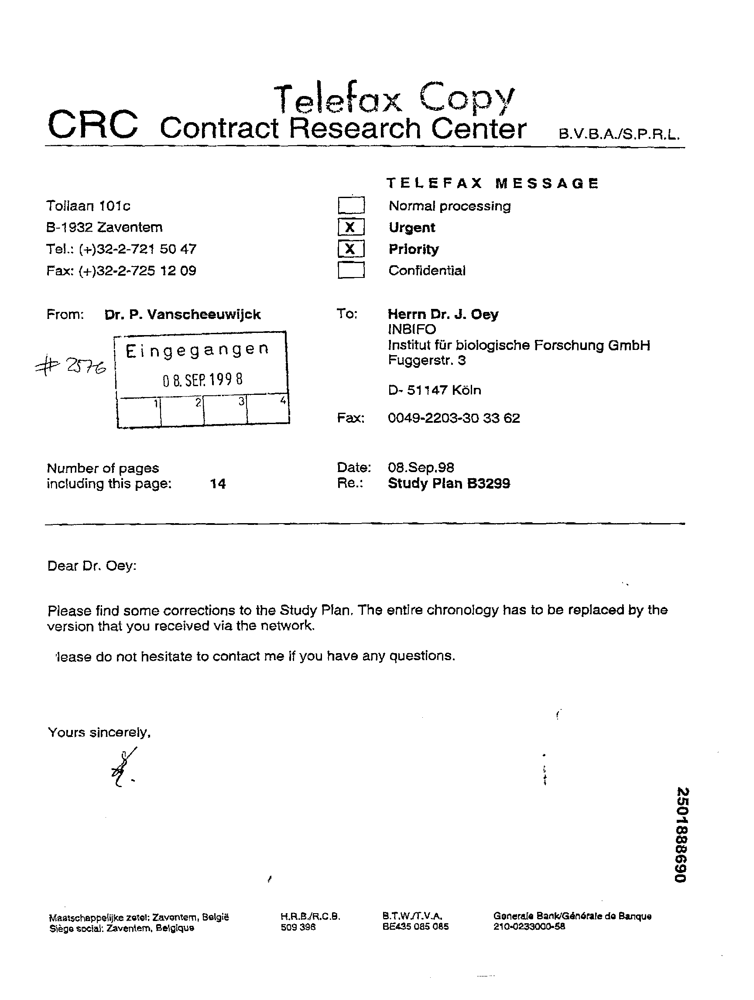 Telefax Copy
CRC Contract Research Center B.V.B.A./S.P.R.L.
TELEFAX MESSAGE
Tollaan 101c
B-1932 Zaventem
Tel.: (+)32-2-721 50 47
Fax: (+)32-2-725 12 09
Normal processing
X Urgent
X Priority
Confidential
From: Dr. P. Vanscheeuwijck
To: Herrn Dr. J. Oey
INBIFO
Institut für biologische Forschung GmbH
Fuggerstr. 3
D- 51147 Köln
Fax: 0049-2203-30 33 62
# 2576
Eingegangen
08. SEP. 1998
1 2 3 4
Number of pages
including this page: 14
Date: 08.Sep.98
Re.: Study Plan B3299
Dear Dr. Oey:
Please find some corrections to the Study Plan. The entire chronology has to be replaced by the
version that you received via the network.
lease do not hesitate to contact me if you have any questions.
Yours sincerely,
2501888690
Maatschappelijke zetel: Zaventem, België
Siège social: Zaventem, Belgique
H.R.B./R.C.B.
509 396
B.T.W./T.V.A.
BE435 085 085
Generale Bank/Générale de Banque
210-0233000-58